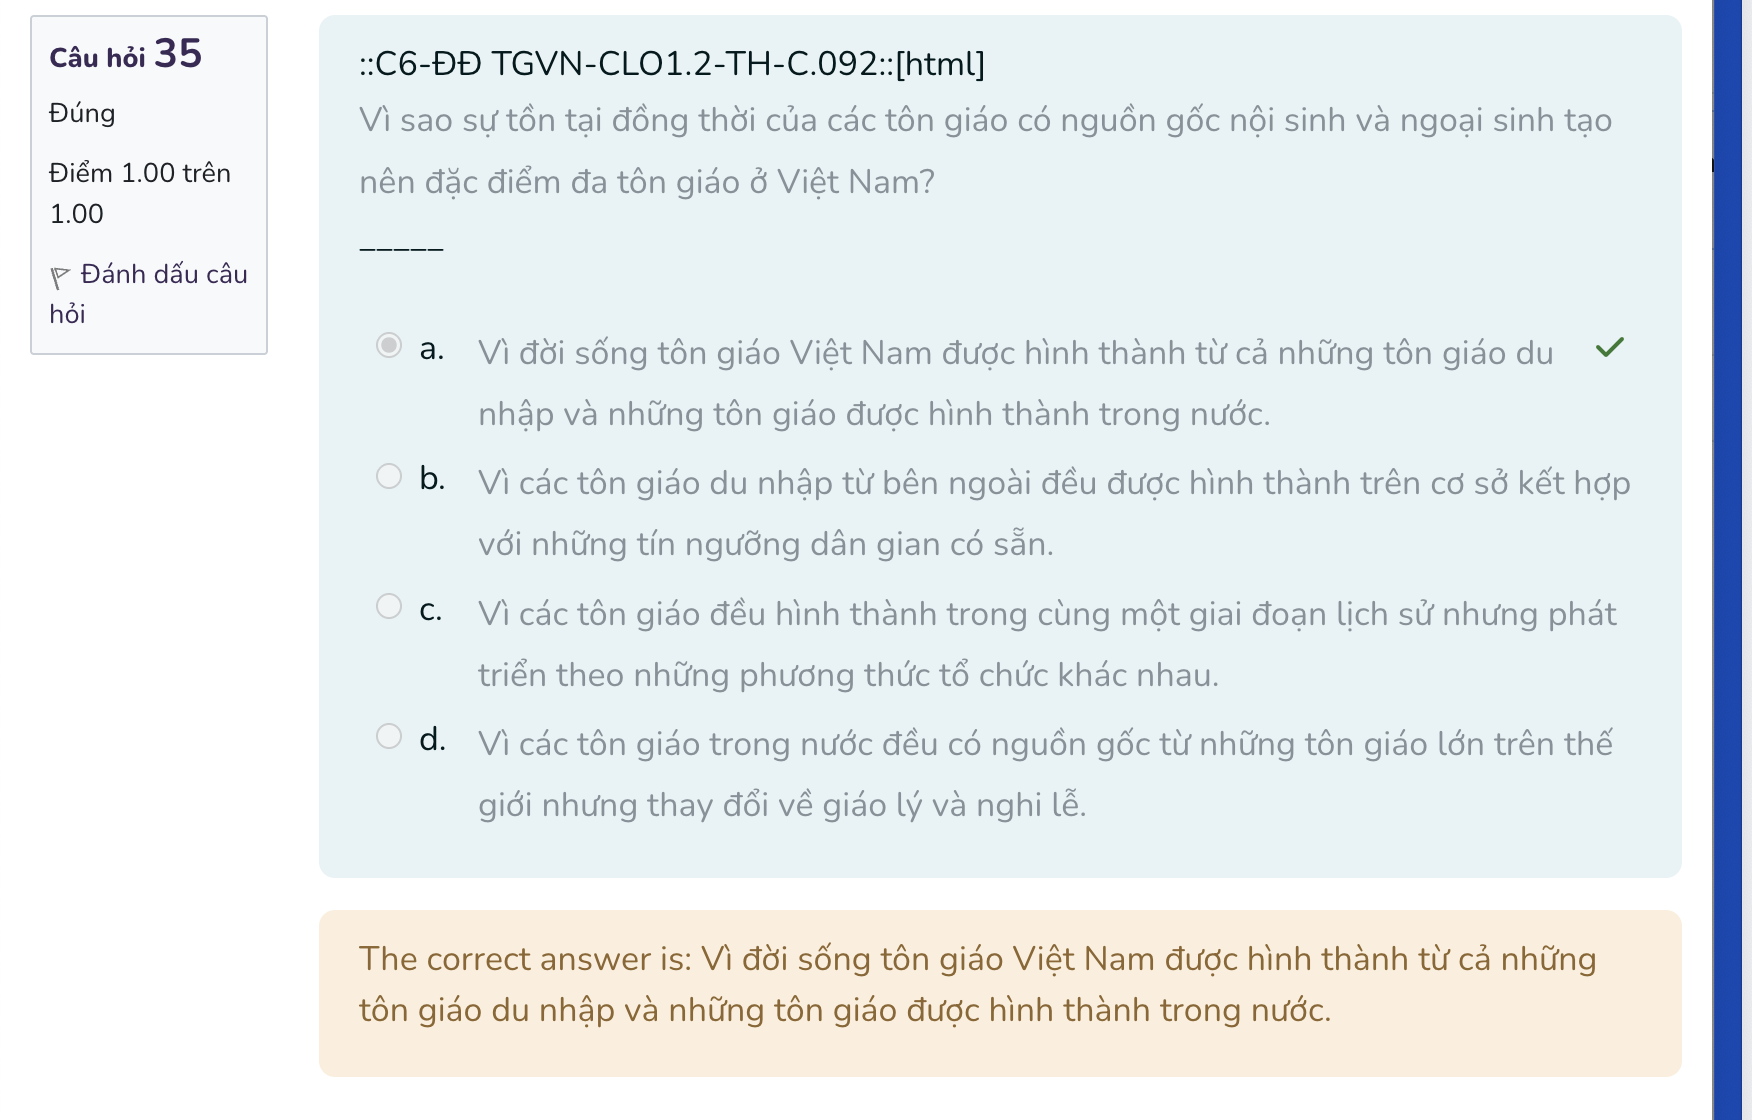 Câu hỏi 35
Đúng
Điểm 1.00 trên
1.00
Đánh dấu câu
hỏi
::C6-ĐĐ TGVN-CLO1.2-TH-C.092::[html]
Vì sao sự tồn tại đồng thời của các tôn giáo có nguồn gốc nội sinh và ngoại sinh tạo
nên đặc điểm đa tôn giáo ở Việt Nam?
_____
a. Vì đời sống tôn giáo Việt Nam được hình thành từ cả những tôn giáo du
nhập và những tôn giáo được hình thành trong nước.
b. Vì các tôn giáo du nhập từ bên ngoài đều được hình thành trên cơ sở kết hợp
với những tín ngưỡng dân gian có sẵn.
c. Vì các tôn giáo đều hình thành trong cùng một giai đoạn lịch sử nhưng phát
triển theo những phương thức tổ chức khác nhau.
d. Vì các tôn giáo trong nước đều có nguồn gốc từ những tôn giáo lớn trên thế
giới nhưng thay đổi về giáo lý và nghi lễ.
The correct answer is: Vì đời sống tôn giáo Việt Nam được hình thành từ cả những
tôn giáo du nhập và những tôn giáo được hình thành trong nước.